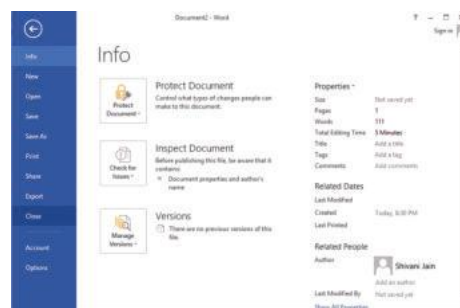 Document2 - Word
Sign in
Info
New
Open
Save
Save As
Print
Share
Export
Close
Account
Options
Info
Protect
Document
Protect Document
Control what types of changes people can
make to this document.
Check for
Issues
Inspect Document
Before publishing this file, be aware that it
contains:
Document properties and author's
name
Manage
Versions
Versions
There are no previous versions of this
file.
Properties
Size Not saved yet
Pages 1
Words 111
Total Editing Time 5 Minutes
Title Add a title
Tags Add a tag
Comments Add comments
Related Dates
Last Modified
Created Today,
Last Printed
Related People
Author Shivani Jain
Add an author
Last Modified By Not saved yet
Show All Properties